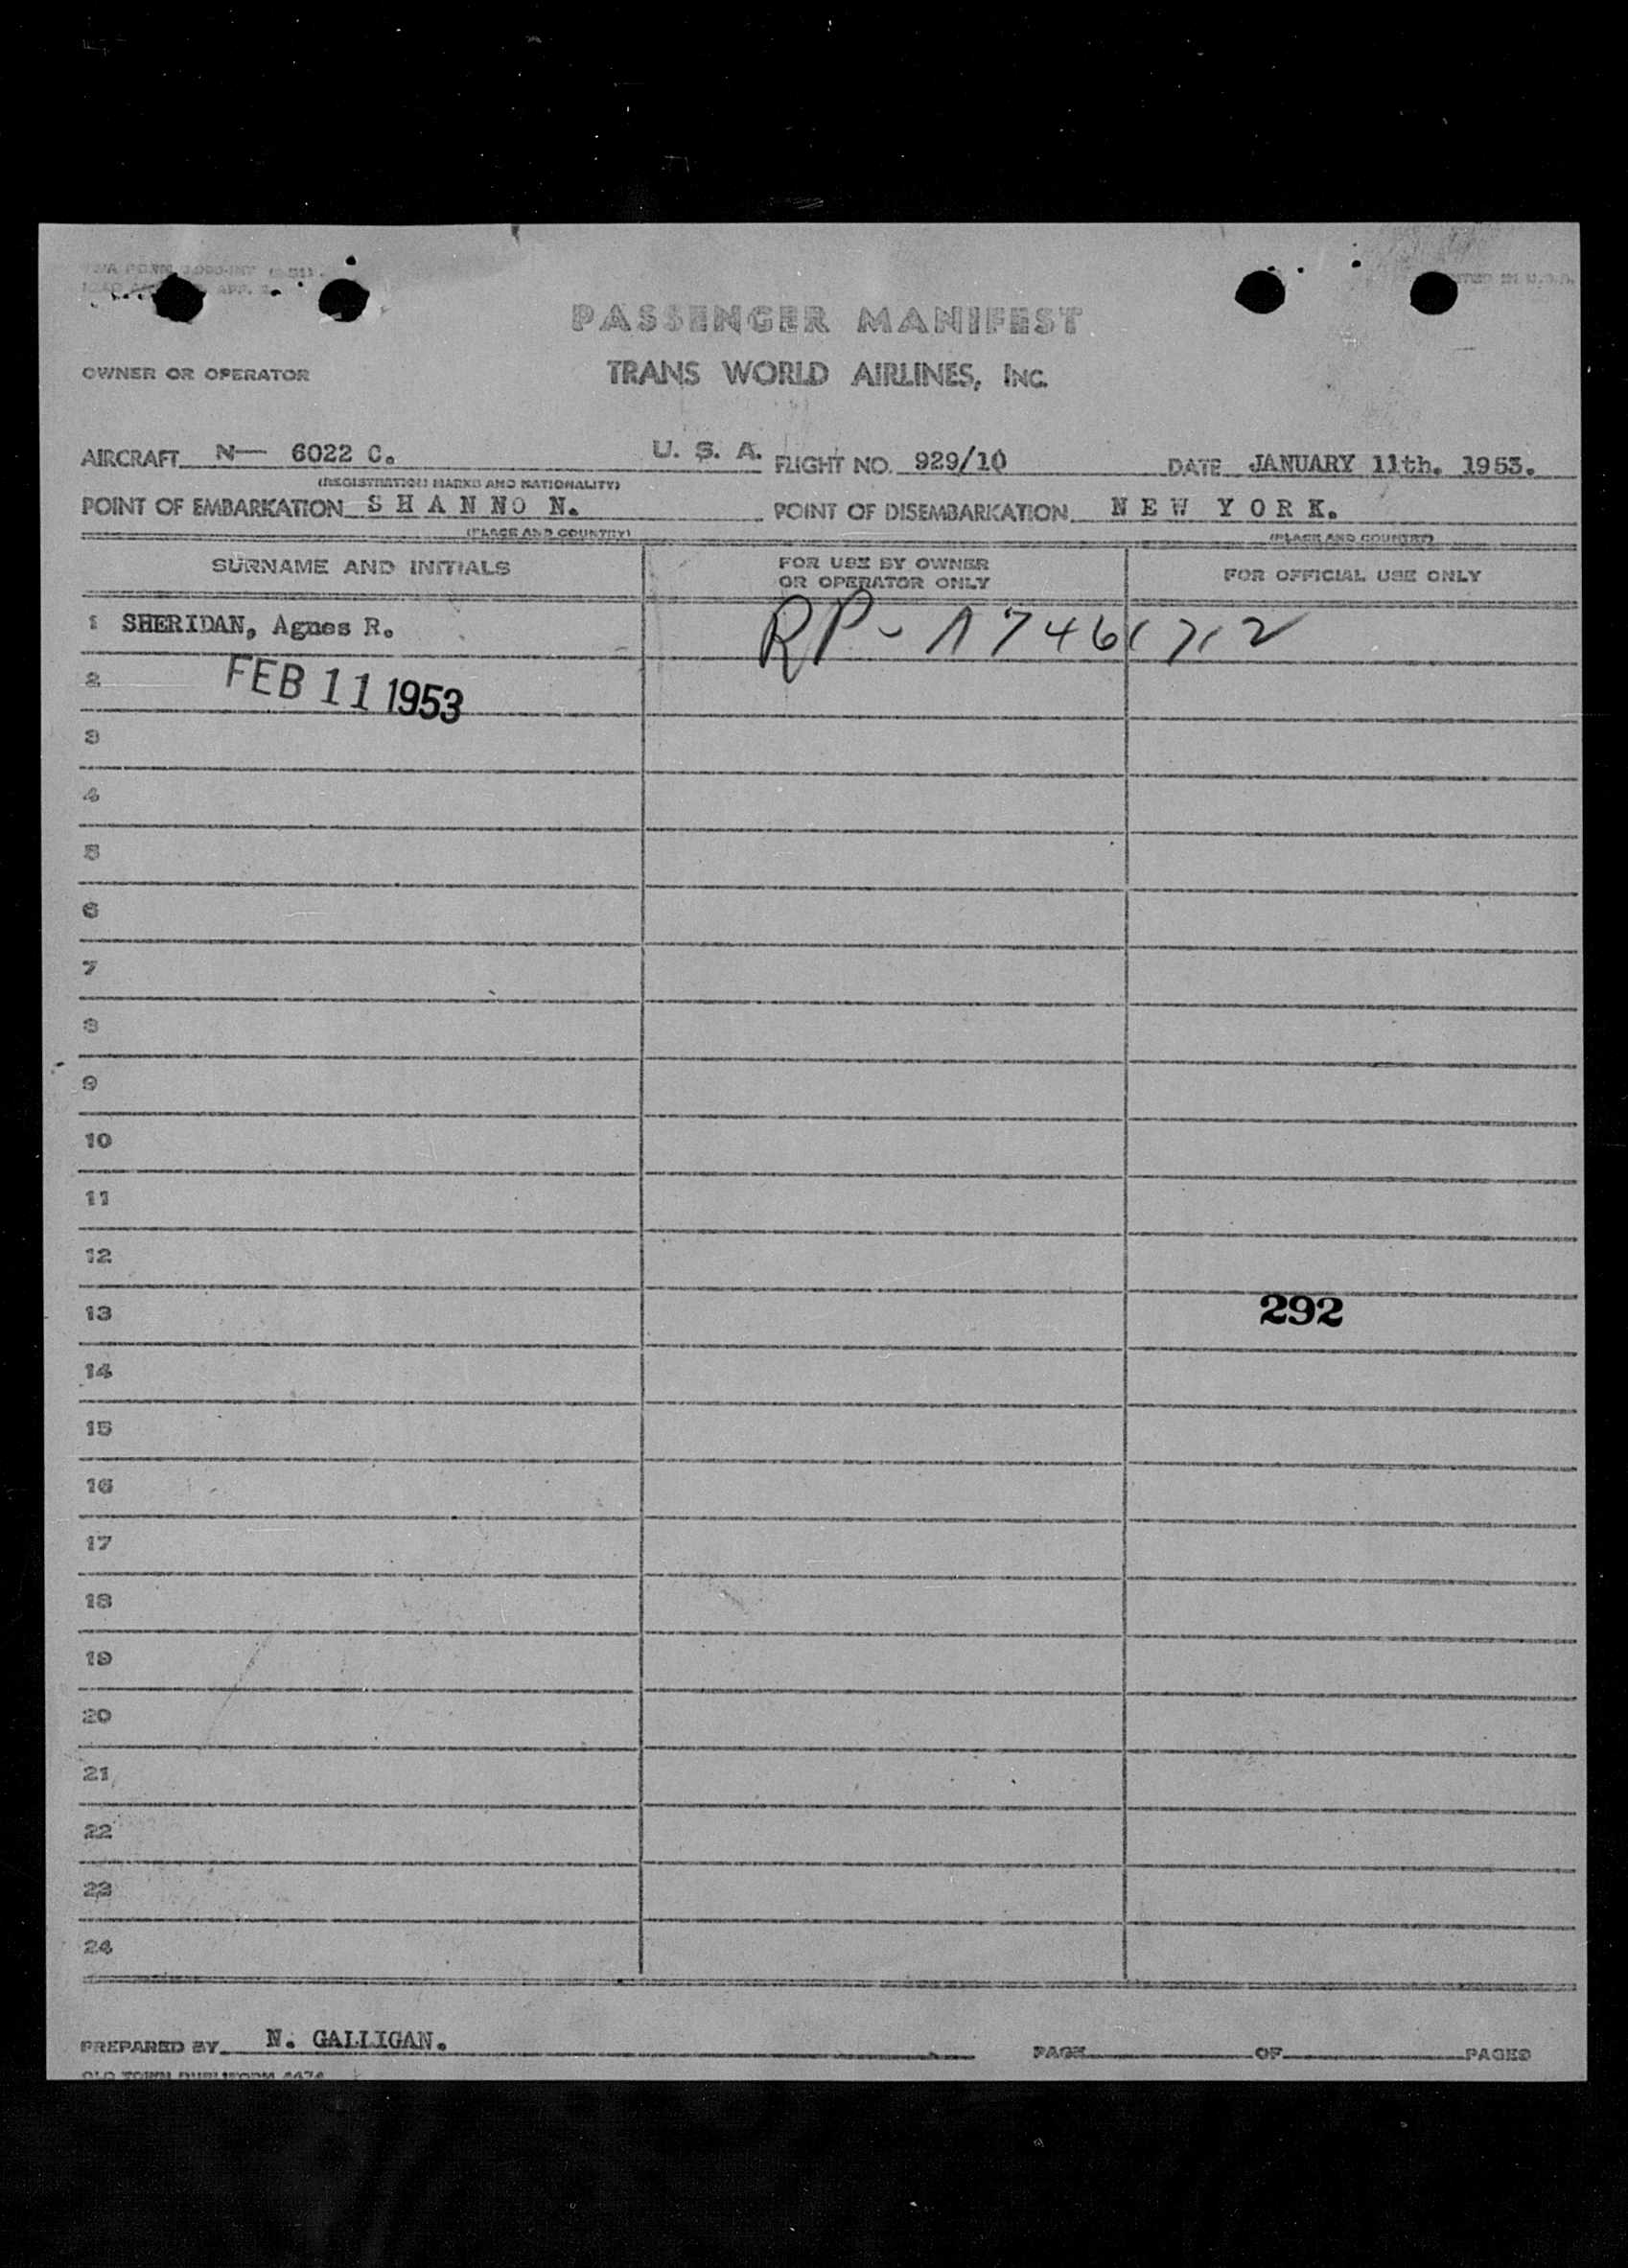 PRINTED IN U.S.A.
PASSENGER MANIFEST
OWNER OR OPERATOR TRANS WORLD AIRLINES, INC.
AIRCRAFT N— 6022 C. U. S. A. FLIGHT NO. 929/10 DATE JANUARY 11th. 1953.
(REGISTRATION MARKS AND NATIONALITY)
POINT OF EMBARKATION S H A N N O N. POINT OF DISEMBARKATION N E W Y O R K.
(PLACE AND COUNTRY) (PLACE AND COUNTRY)
SURNAME AND INITIALS FOR USE BY OWNER OR OPERATOR ONLY FOR OFFICIAL USE ONLY
1 SHERIDAN, Agnes R.
2 FEB 11 1953
3
4
5
6
7
8
9
10
11
12
13 292
14
15
16
17
18
19
20
21
22
23
24
PREPARED BY N. GALLIGAN. PAGE OF PAGES